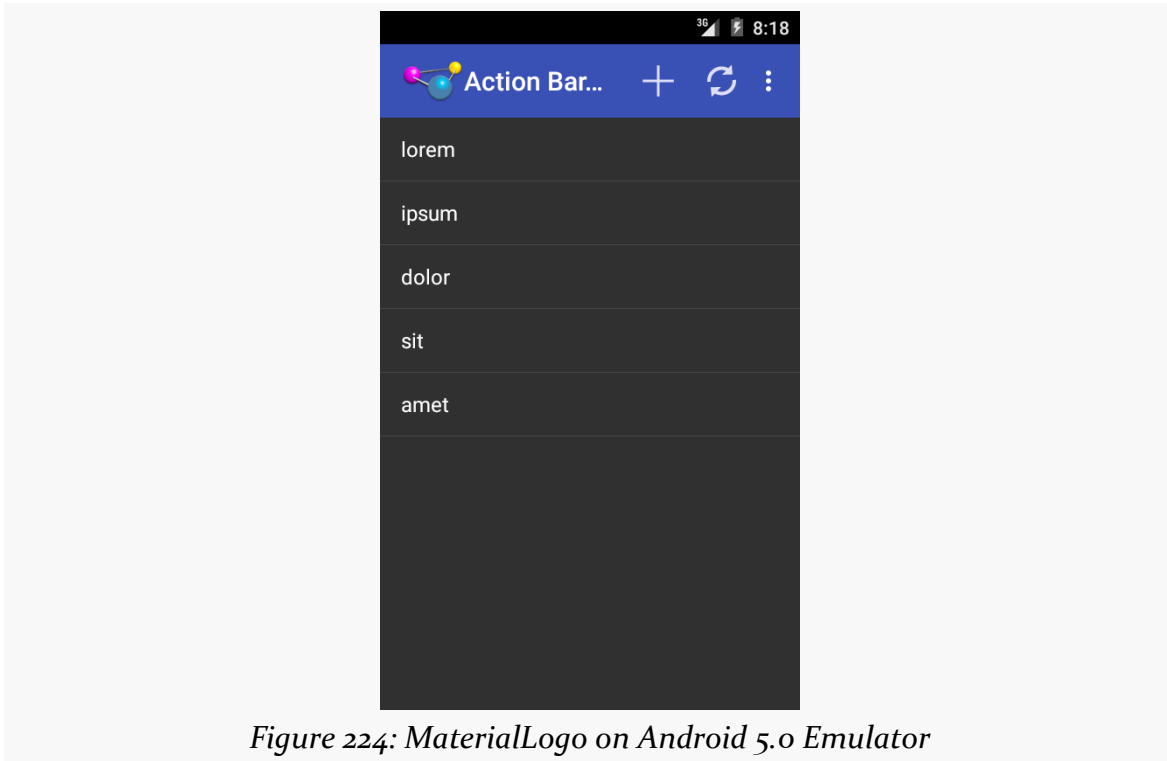 3G 8:18
Action Bar...
lorem
ipsum
dolor
sit
amet
Figure 224: MaterialLogo on Android 5.0 Emulator